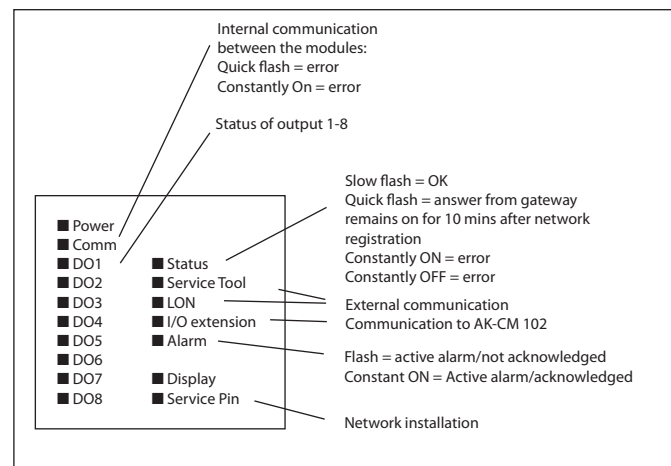 Internal communication
between the modules:
Quick flash = error
Constantly On = error
Status of output 1-8
Slow flash = OK
Quick flash = answer from gateway
remains on for 10 mins after network
registration
Constantly ON = error
Constantly OFF = error
■ Power
■ Comm
■ DO1 ■ Status
■ DO2 ■ Service Tool
■ DO3 ■ LON
■ DO4 ■ I/O extension
■ DO5 ■ Alarm
■ DO6
■ DO7 ■ Display
■ DO8 ■ Service Pin
External communication
Communication to AK-CM 102
Flash = active alarm/not acknowledged
Constant ON = Active alarm/acknowledged
Network installation